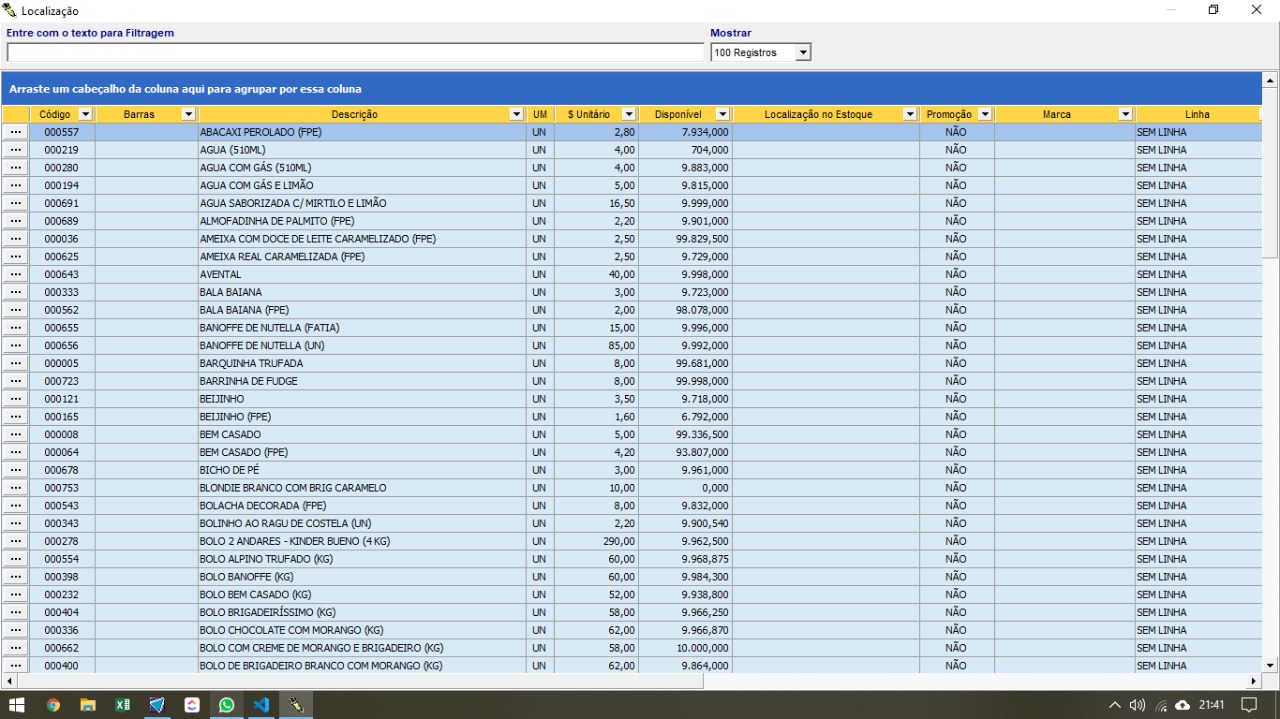 Localização
Entre com o texto para Filtragem
Mostrar
100 Registros
Arraste um cabeçalho da coluna aqui para agrupar por essa coluna
Código Barras Descrição UM $ Unitário Disponível Localização no Estoque Promoção Marca Linha
000557 ABACAXI PEROLADO (FPE) UN 2,80 7.934,000 NÃO SEM LINHA
000219 AGUA (510ML) UN 4,00 704,000 NÃO SEM LINHA
000280 AGUA COM GÁS (510ML) UN 4,00 9.883,000 NÃO SEM LINHA
000194 AGUA COM GÁS E LIMÃO UN 5,00 9.815,000 NÃO SEM LINHA
000691 AGUA SABORIZADA C/ MIRTILO E LIMÃO UN 16,50 9.999,000 NÃO SEM LINHA
000689 ALMOFADINHA DE PALMITO (FPE) UN 2,20 9.901,000 NÃO SEM LINHA
000036 AMEIXA COM DOCE DE LEITE CARAMELIZADO (FPE) UN 2,50 99.829,500 NÃO SEM LINHA
000625 AMEIXA REAL CARAMELIZADA (FPE) UN 2,50 9.729,000 NÃO SEM LINHA
000643 AVENTAL UN 40,00 9.998,000 NÃO SEM LINHA
000333 BALA BAIANA UN 3,00 9.723,000 NÃO SEM LINHA
000562 BALA BAIANA (FPE) UN 2,00 98.078,000 NÃO SEM LINHA
000655 BANOFFE DE NUTELLA (FATIA) UN 15,00 9.996,000 NÃO SEM LINHA
000656 BANOFFE DE NUTELLA (UN) UN 85,00 9.992,000 NÃO SEM LINHA
000005 BARQUINHA TRUFADA UN 8,00 99.681,000 NÃO SEM LINHA
000723 BARRINHA DE FUDGE UN 8,00 99.998,000 NÃO SEM LINHA
000121 BEIJINHO UN 3,50 9.718,000 NÃO SEM LINHA
000165 BEIJINHO (FPE) UN 1,60 6.792,000 NÃO SEM LINHA
000008 BEM CASADO UN 5,00 99.336,500 NÃO SEM LINHA
000064 BEM CASADO (FPE) UN 4,20 93.807,000 NÃO SEM LINHA
000678 BICHO DE PÉ UN 3,00 9.961,000 NÃO SEM LINHA
000753 BLONDIE BRANCO COM BRIG CARAMELO UN 10,00 0,000 NÃO SEM LINHA
000543 BOLACHA DECORADA (FPE) UN 8,00 9.832,000 NÃO SEM LINHA
000343 BOLINHO AO RAGU DE COSTELA (UN) UN 2,20 9.900,540 NÃO SEM LINHA
000278 BOLO 2 ANDARES - KINDER BUENO (4 KG) UN 290,00 9.962,500 NÃO SEM LINHA
000554 BOLO ALPINO TRUFADO (KG) UN 60,00 9.968,875 NÃO SEM LINHA
000398 BOLO BANOFFE (KG) UN 60,00 9.984,300 NÃO SEM LINHA
000232 BOLO BEM CASADO (KG) UN 52,00 9.938,800 NÃO SEM LINHA
000404 BOLO BRIGADEIRÍSSIMO (KG) UN 58,00 9.966,250 NÃO SEM LINHA
000336 BOLO CHOCOLATE COM MORANGO (KG) UN 62,00 9.966,870 NÃO SEM LINHA
000662 BOLO COM CREME DE MORANGO E BRIGADEIRO (KG) UN 58,00 10.000,000 NÃO SEM LINHA
000400 BOLO DE BRIGADEIRO BRANCO COM MORANGO (KG) UN 62,00 9.864,000 NÃO SEM LINHA
21:41